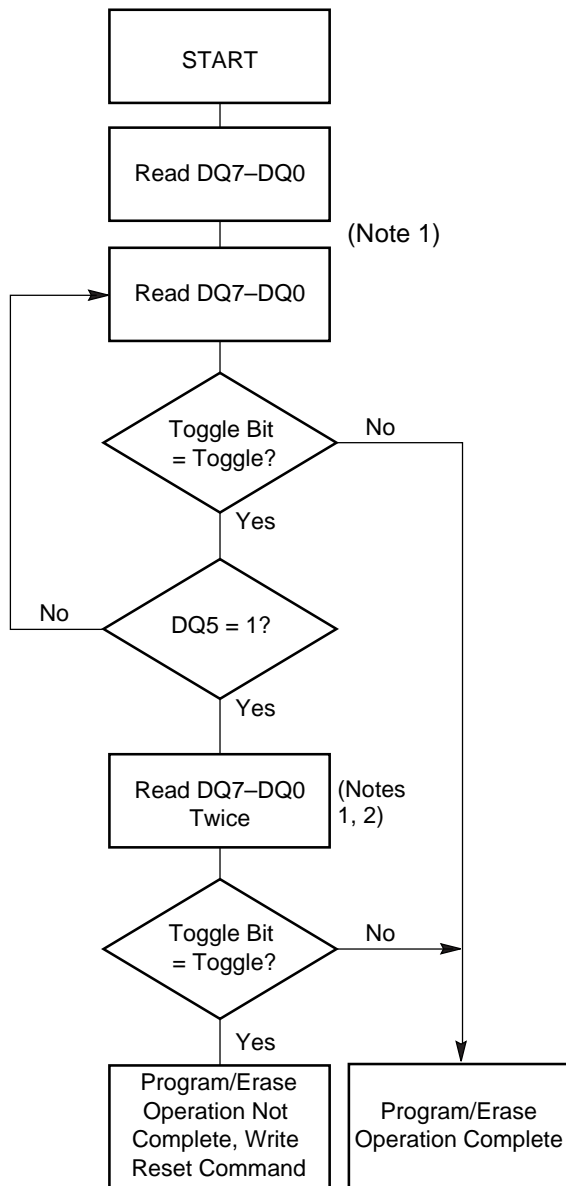 START
Read DQ7–DQ0
(Note 1)
Read DQ7–DQ0
Toggle Bit
= Toggle?
No
Yes
No
DQ5 = 1?
Yes
Read DQ7–DQ0
Twice
(Notes
1, 2)
Toggle Bit
= Toggle?
No
Yes
Program/Erase
Operation Not
Complete, Write
Reset Command
Program/Erase
Operation Complete